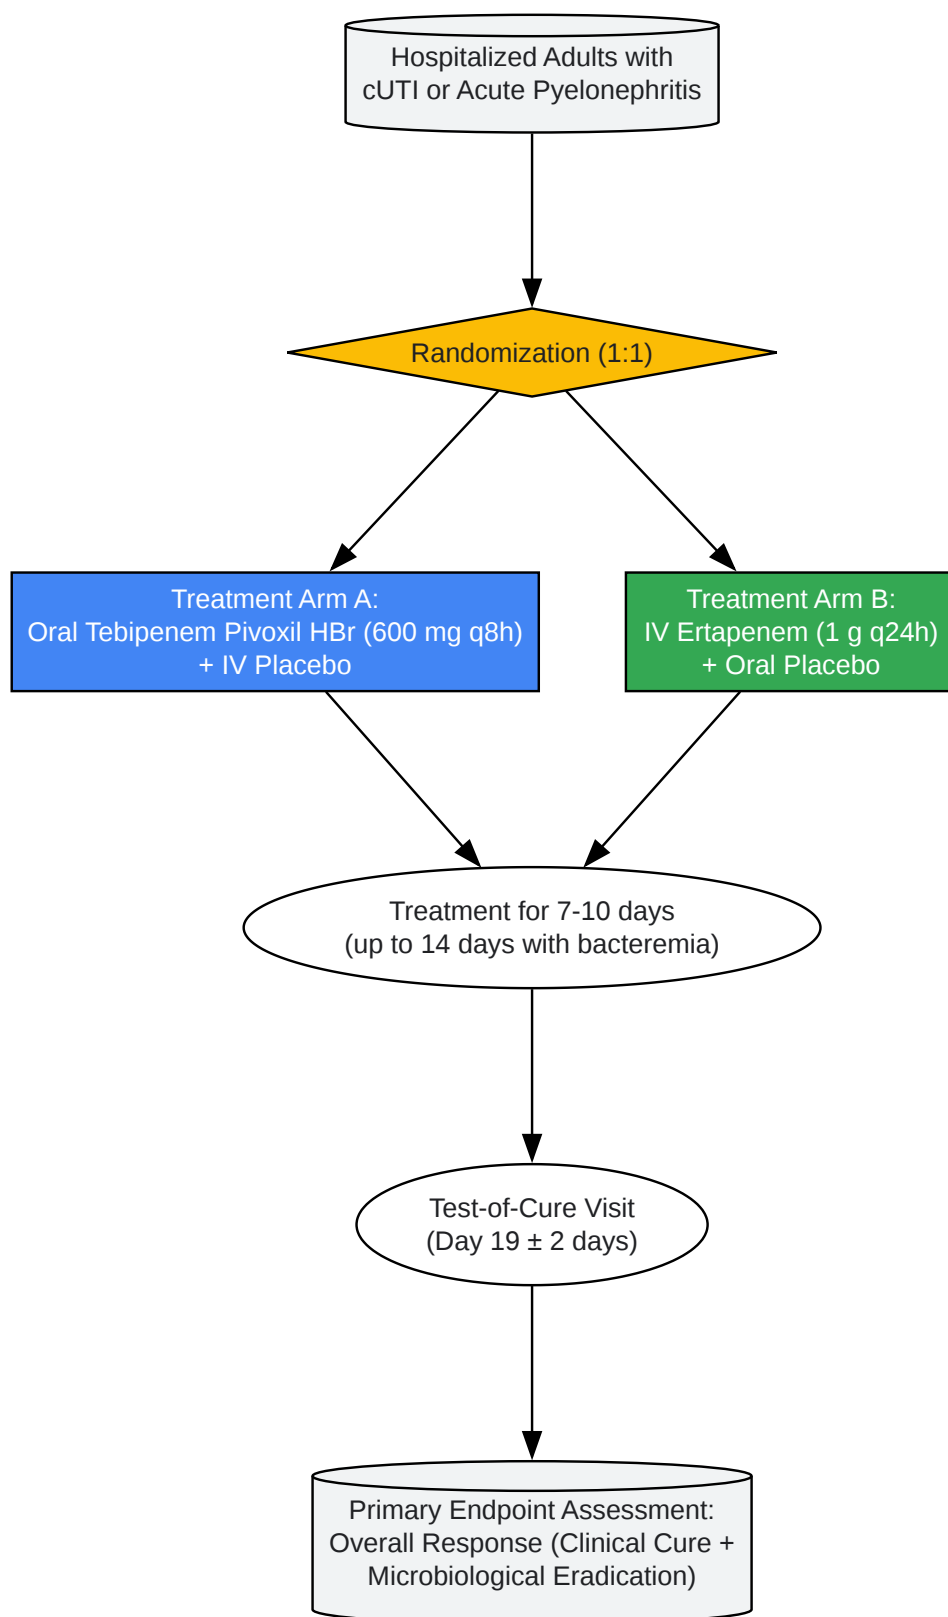 Hospitalized Adults with
cUTI or Acute Pyelonephritis
Randomization (1:1)
Treatment Arm A:
Oral Tebipenem Pivoxil HBr (600 mg q8h)
+ IV Placebo
Treatment Arm B:
IV Ertapenem (1 g q24h)
+ Oral Placebo
Treatment for 7-10 days
(up to 14 days with bacteremia)
Test-of-Cure Visit
(Day 19 ± 2 days)
Primary Endpoint Assessment:
Overall Response (Clinical Cure +
Microbiological Eradication)